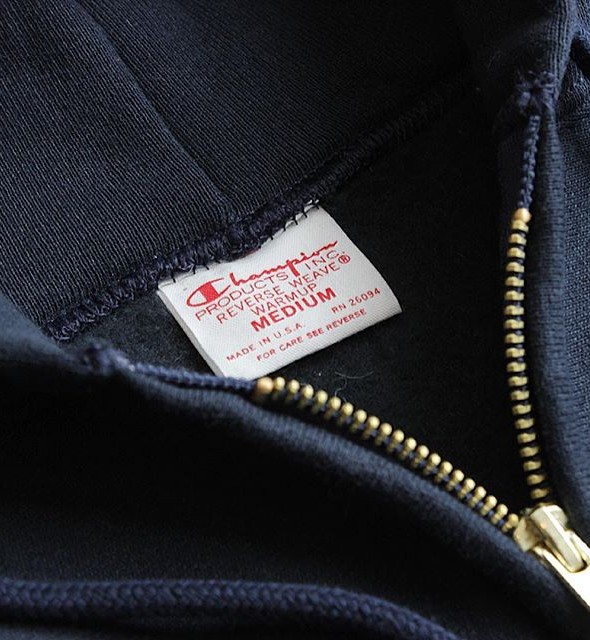 Champion
PRODUCTS INC.
REVERSE WEAVE®
WARMUP
MEDIUM
MADE IN U.S.A. RN 26094
FOR CARE SEE REVERSE